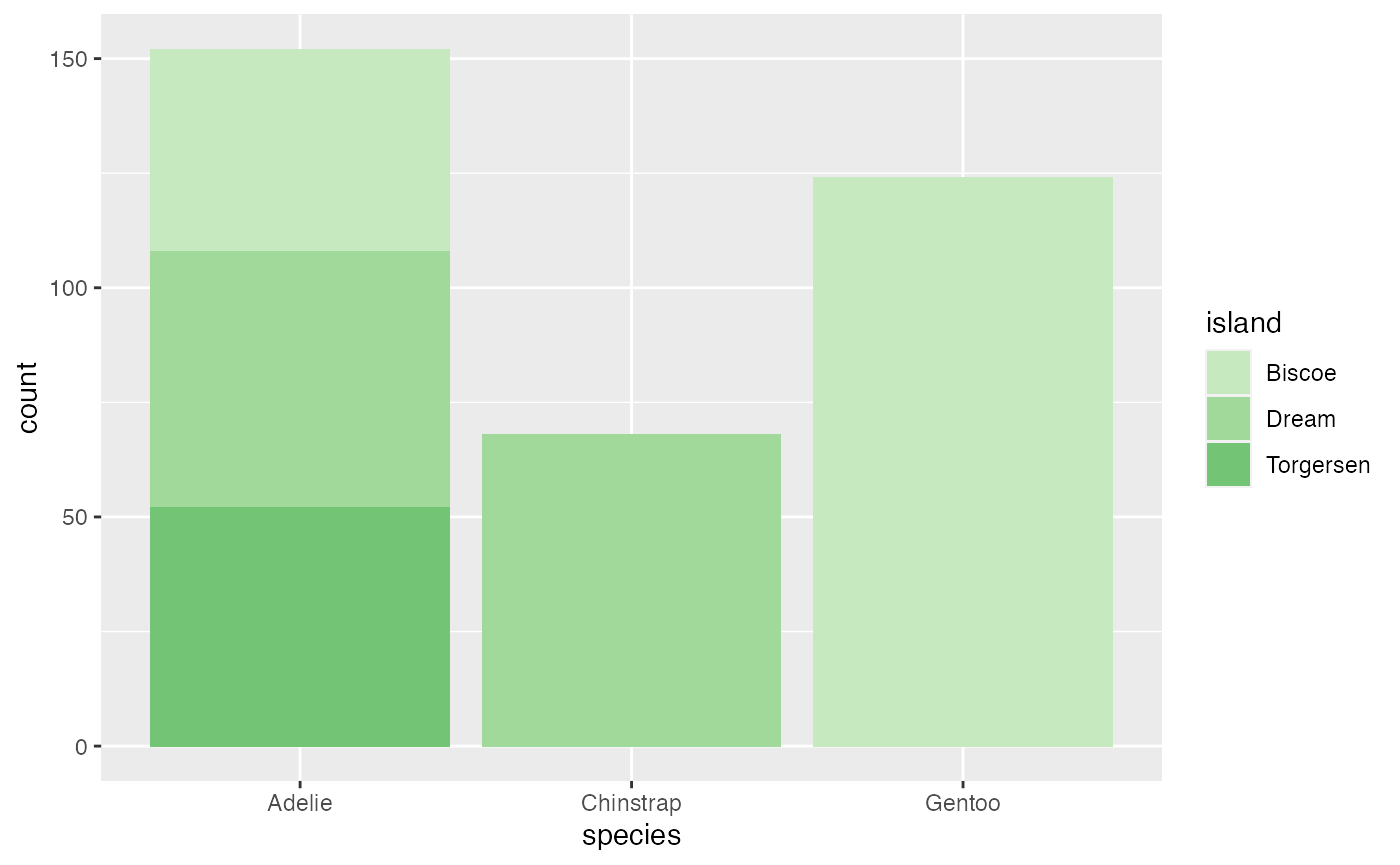 150
100
50
0
count
Adelie
Chinstrap
Gentoo
species
island
Biscoe
Dream
Torgersen